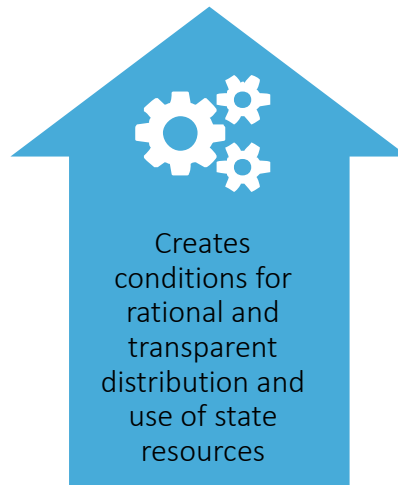 Creates
conditions for
rational and
transparent
distribution and
use of state
resources